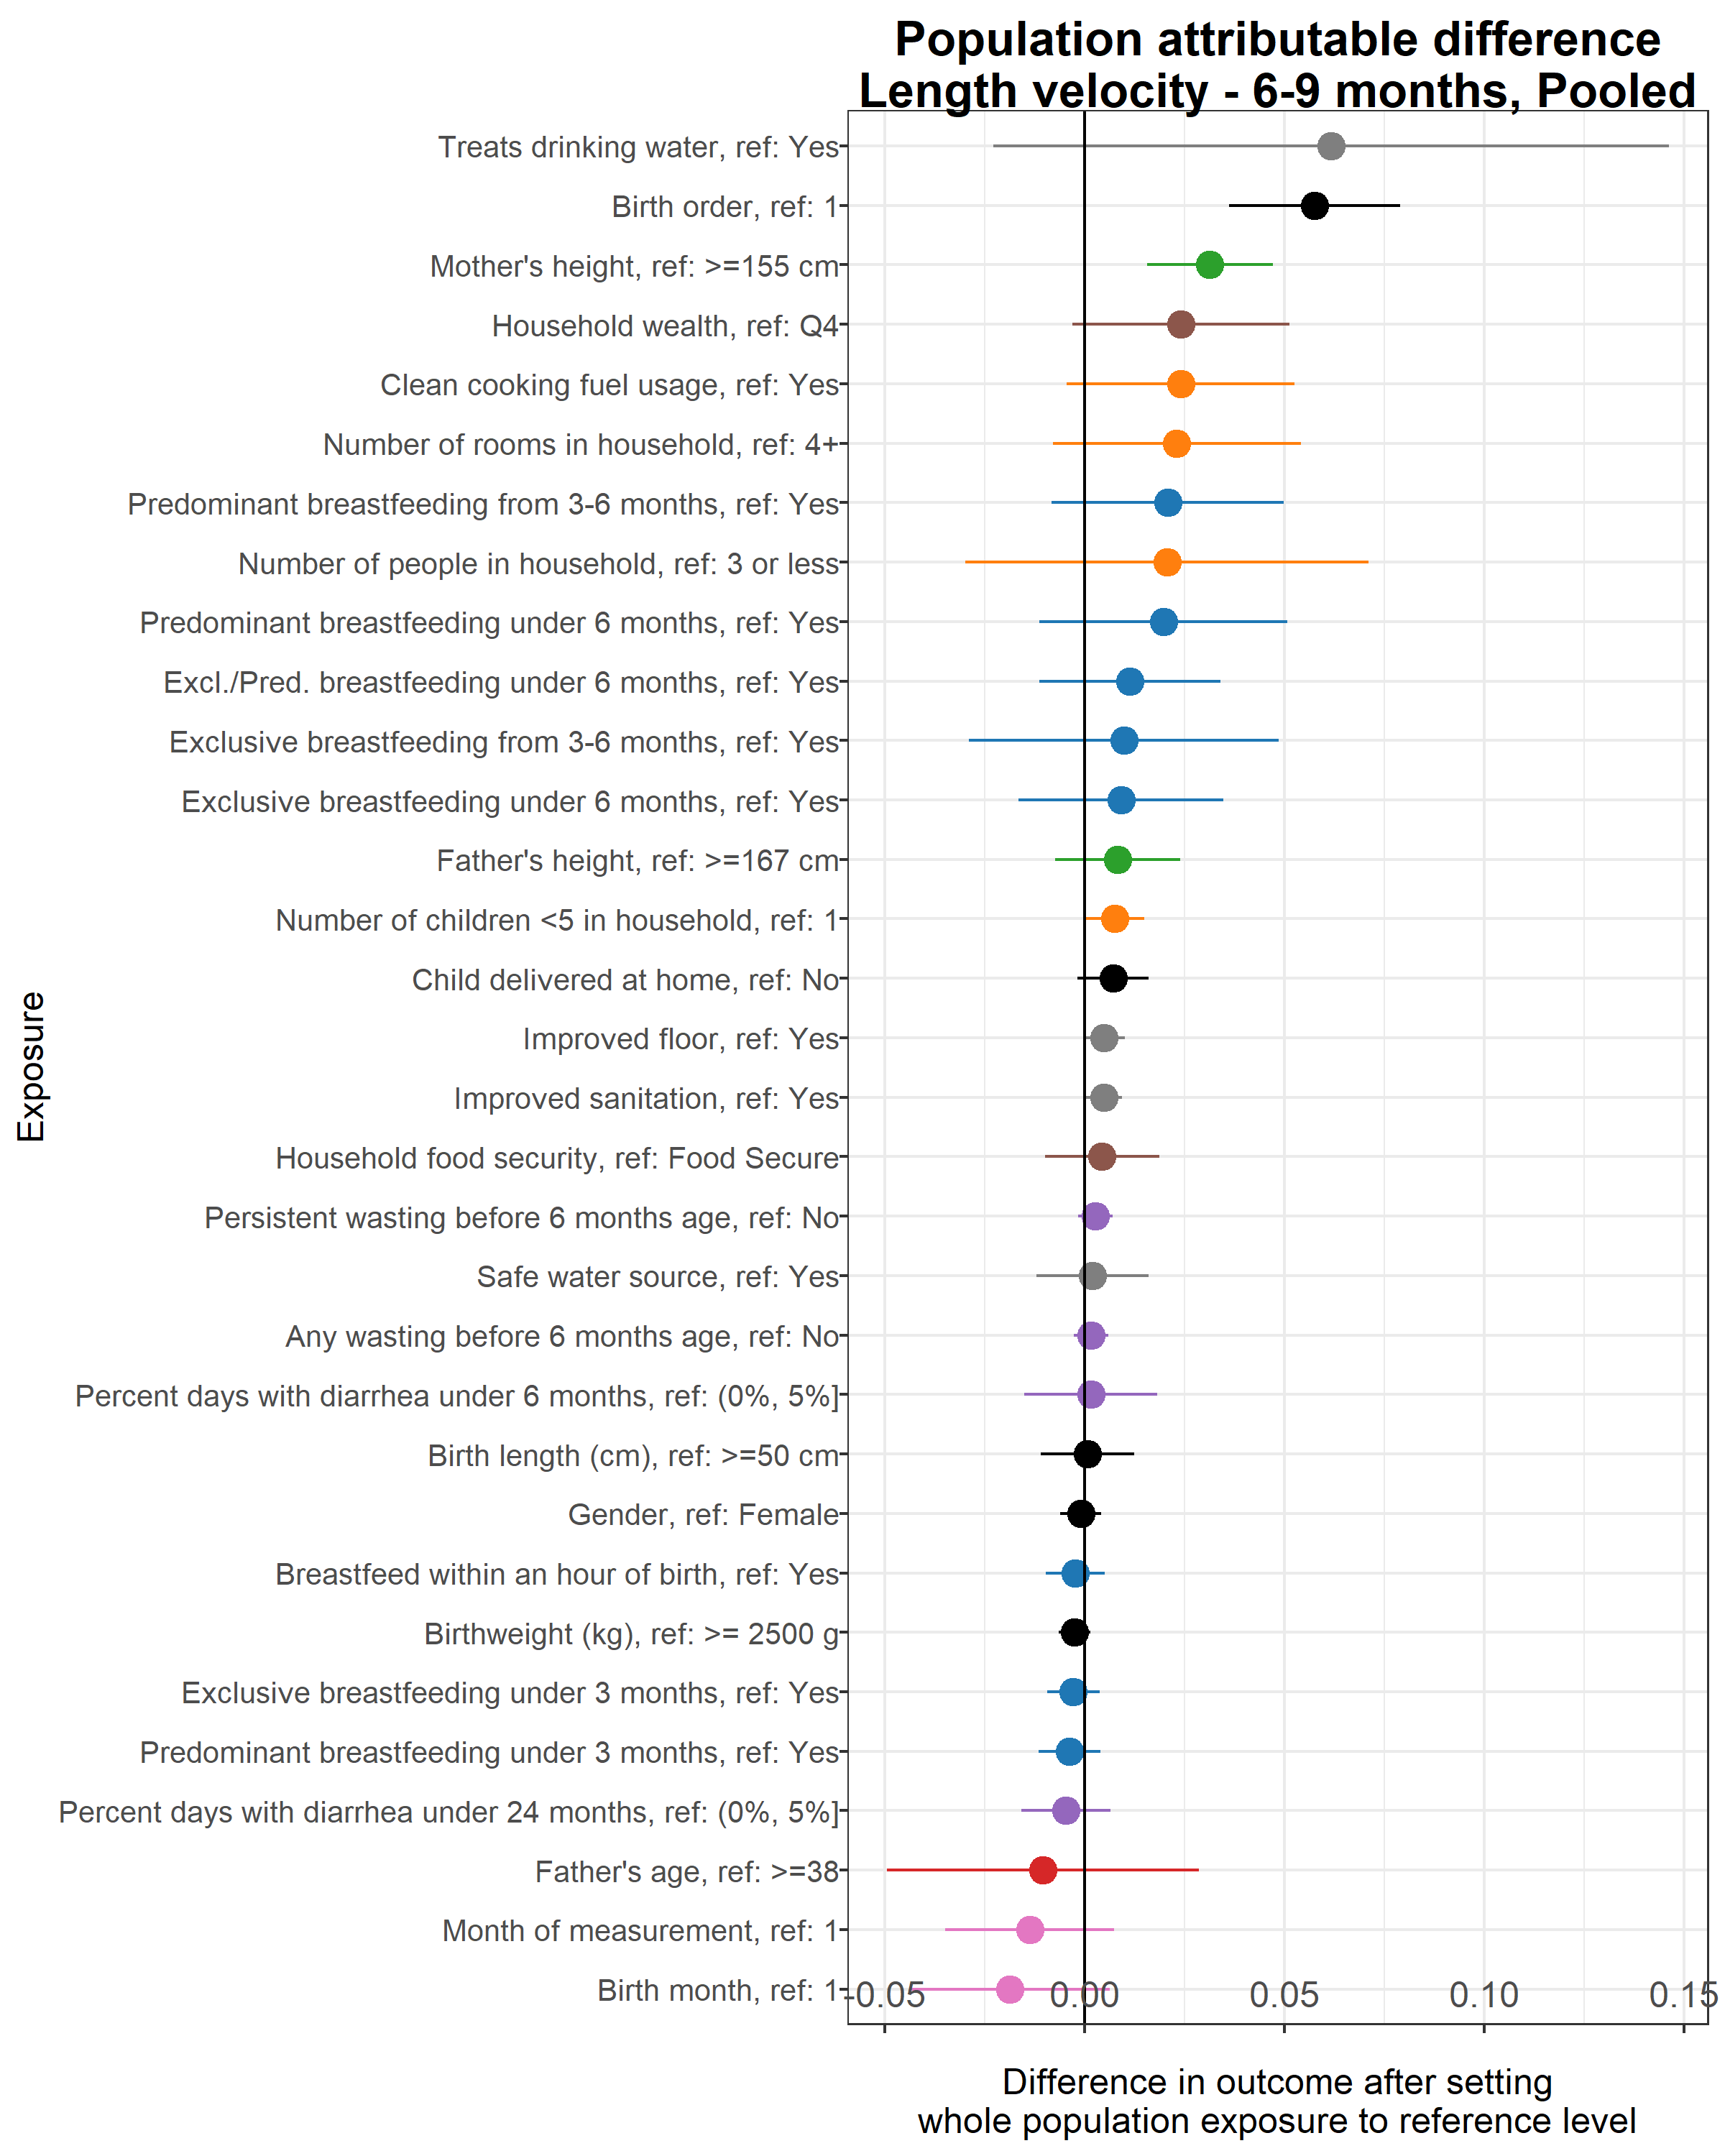 Population attributable difference
Length velocity - 6-9 months, Pooled
Treats drinking water, ref: Yes
Birth order, ref: 1
Mother's height, ref: >=155 cm
Household wealth, ref: Q4
Clean cooking fuel usage, ref: Yes
Number of rooms in household, ref: 4+
Predominant breastfeeding from 3-6 months, ref: Yes
Number of people in household, ref: 3 or less
Predominant breastfeeding under 6 months, ref: Yes
Excl./Pred. breastfeeding under 6 months, ref: Yes
Exclusive breastfeeding from 3-6 months, ref: Yes
Exclusive breastfeeding under 6 months, ref: Yes
Father's height, ref: >=167 cm
Number of children <5 in household, ref: 1
Child delivered at home, ref: No
Improved floor, ref: Yes
Improved sanitation, ref: Yes
Household food security, ref: Food Secure
Persistent wasting before 6 months age, ref: No
Safe water source, ref: Yes
Any wasting before 6 months age, ref: No
Percent days with diarrhea under 6 months, ref: (0%, 5%]
Birth length (cm), ref: >=50 cm
Gender, ref: Female
Breastfeed within an hour of birth, ref: Yes
Birthweight (kg), ref: >= 2500 g
Exclusive breastfeeding under 3 months, ref: Yes
Predominant breastfeeding under 3 months, ref: Yes
Percent days with diarrhea under 24 months, ref: (0%, 5%]
Father's age, ref: >=38
Month of measurement, ref: 1
Birth month, ref: 1
Exposure
-0.05 0.00 0.05 0.10 0.15
Difference in outcome after setting
whole population exposure to reference level